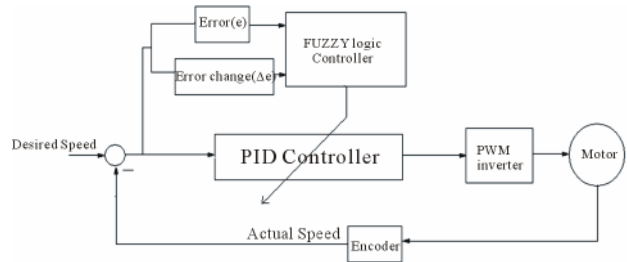 Error(e)
FUZZY logic
Controller
Error change(Δe)
Desired Speed
PID Controller
PWM
inverter
Motor
Actual Speed
Encoder